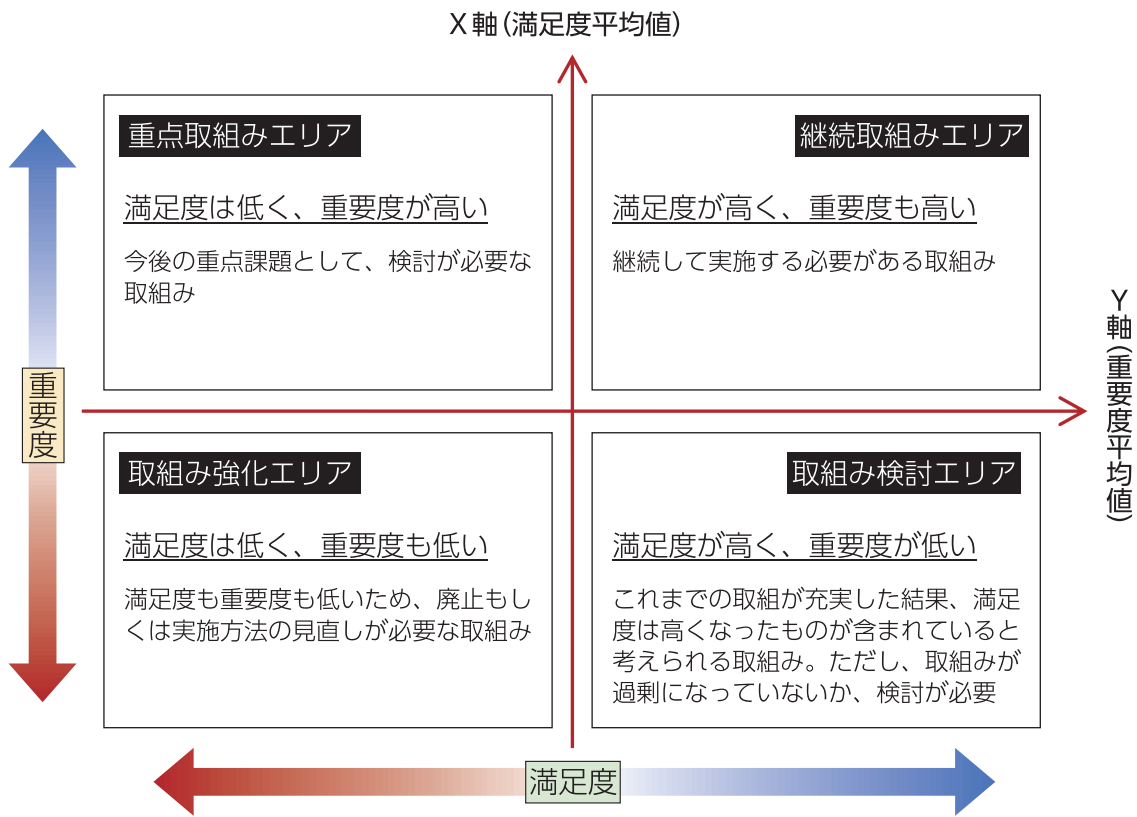 X軸(満足度平均値)
重点取組みエリア
満足度は低く、重要度が高い
今後の重点課題として、検討が必要な
取組み
継続取組みエリア
満足度が高く、重要度も高い
継続して実施する必要がある取組み
Y軸(重要度平均値)
重要度
取組み強化エリア
満足度は低く、重要度も低い
満足度も重要度も低いため、廃止もし
くは実施方法の見直しが必要な取組み
取組み検討エリア
満足度が高く、重要度が低い
これまでの取組が充実した結果、満足
度は高くなったものが含まれていると
考えられる取組み。ただし、取組みが
過剰になっていないか、検討が必要
満足度